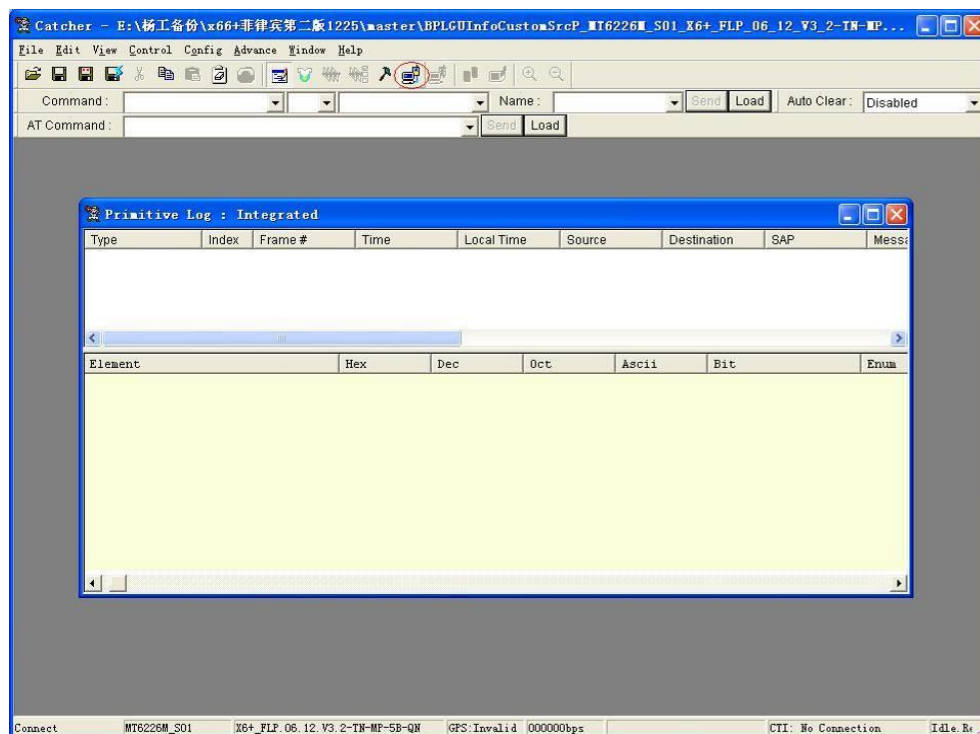 Catcher - E:\杨工备份\x66+菲律宾第二版1225\master\BPLGUInfoCustomSrcP_MT6226M_S01_X6+_FLP_06_12_V3_2-TN-MP...
File Edit View Control Config Advance Window Help
Command: Name: Send Load Auto Clear: Disabled
AT Command: Send Load
Primitive Log : Integrated
Type Index Frame # Time Local Time Source Destination SAP Messa
Element Hex Dec Oct Ascii Bit Enum
Connect MT6226M_S01 X6+_FLP.06.12.V3.2-TN-MP-5B-QN GPS:Invalid 000000bps CTI: No Connection Idle.Re